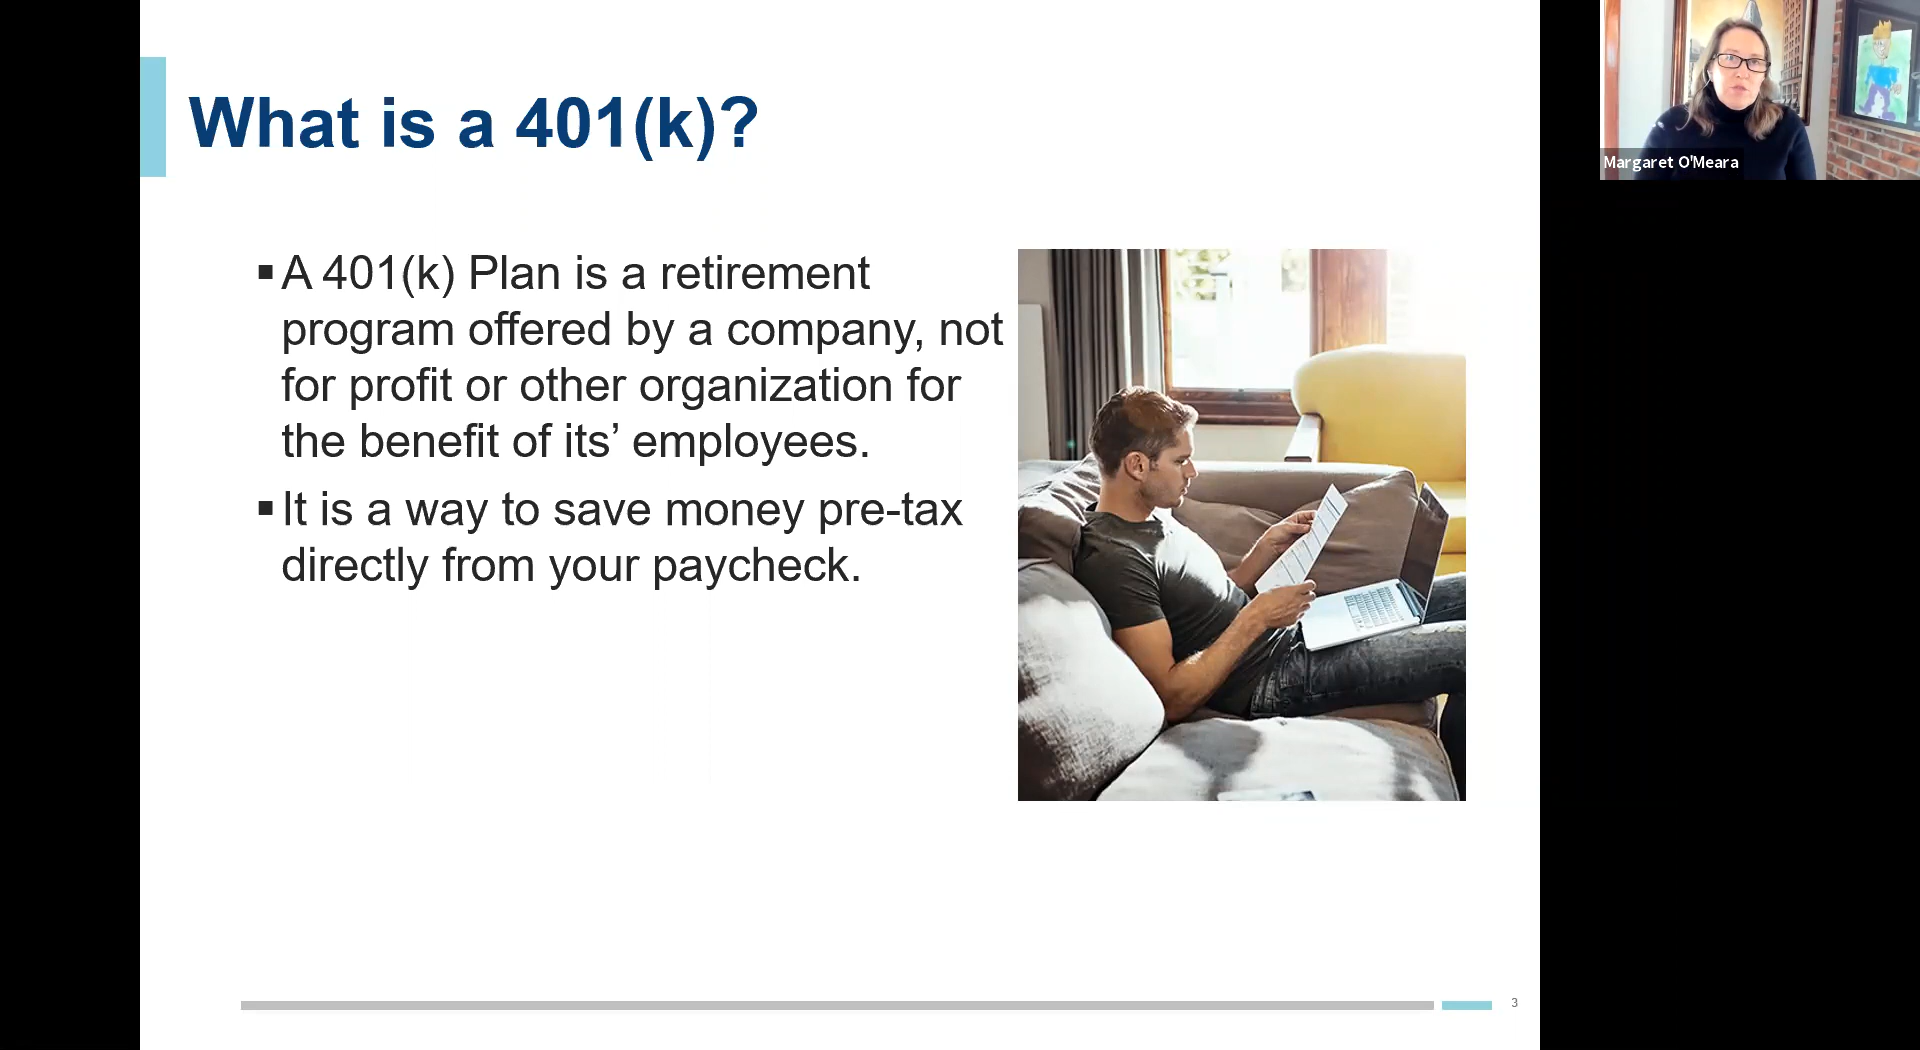 What is a 401(k)?
▪A 401(k) Plan is a retirement
program offered by a company, not
for profit or other organization for
the benefit of its’ employees.
▪It is a way to save money pre-tax
directly from your paycheck.
3
Margaret O'Meara